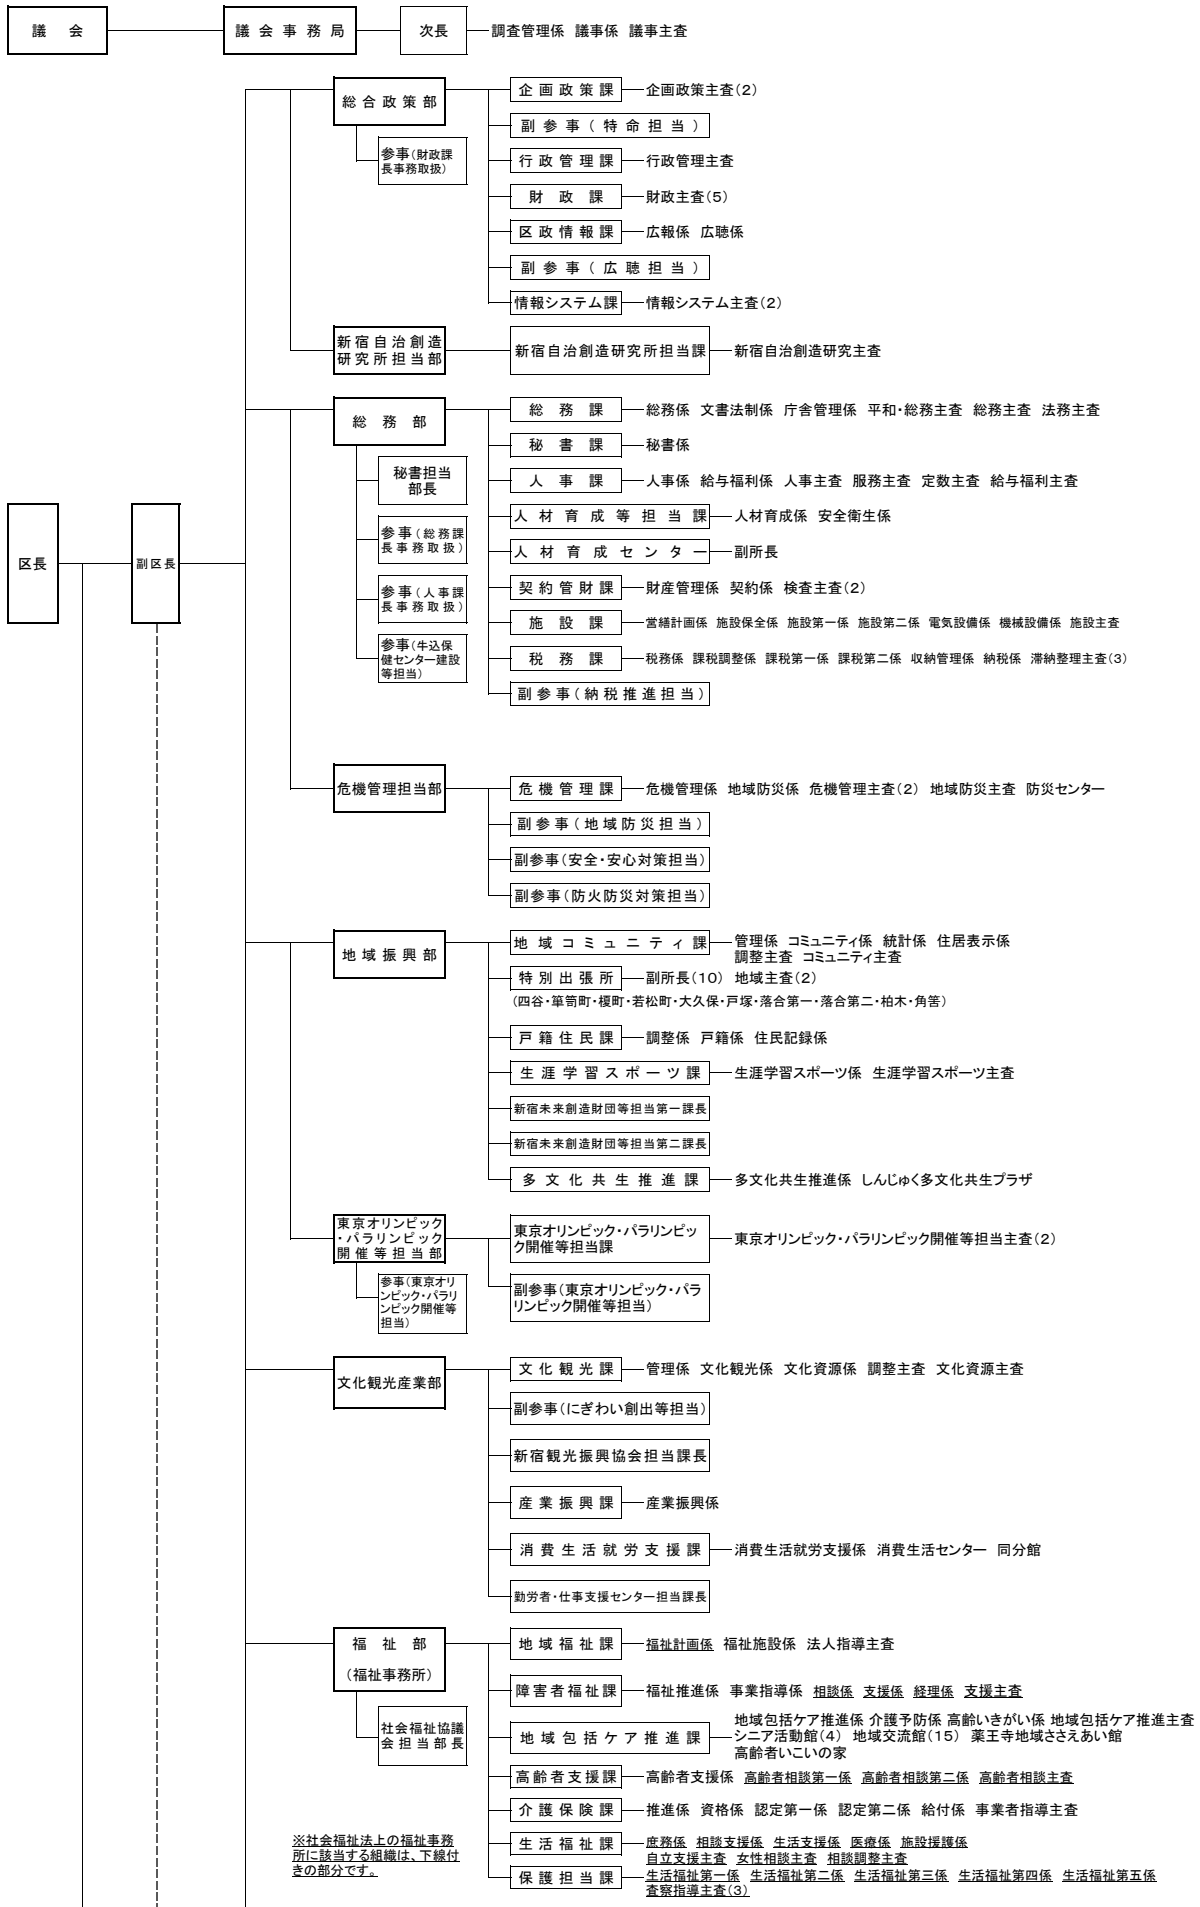 議会 議会事務局 次長 調査管理係 議事係 議事主査
総合政策部
参事(財政課
長事務取扱)
企画政策課 企画政策主査(2)
副参事(特命担当)
行政管理課 行政管理主査
財政課 財政主査(5)
区政情報課 広報係 広聴係
副参事(広聴担当)
情報システム課 情報システム主査(2)
新宿自治創造
研究所担当部
新宿自治創造研究所担当課 新宿自治創造研究主査
区長
副区長
総務部
秘書担当
部長
参事(総務課
長事務取扱)
参事(人事課
長事務取扱)
参事(牛込保
健センター建設
等担当)
総務課 総務係 文書法制係 庁舎管理係 平和・総務主査 総務主査 法務主査
秘書課 秘書係
人事課 人事係 給与福利係 人事主査 服務主査 定数主査 給与福利主査
人材育成等担当課 人材育成係 安全衛生係
人材育成センター 副所長
契約管財課 財産管理係 契約係 検査主査(2)
施設課 営繕計画係 施設保全係 施設第一係 施設第二係 電気設備係 機械設備係 施設主査
税務課 税務係 課税調整係 課税第一係 課税第二係 収納管理係 納税係 滞納整理主査(3)
副参事(納税推進担当)
危機管理担当部
危機管理課 危機管理係 地域防災係 危機管理主査(2) 地域防災主査 防災センター
副参事(地域防災担当)
副参事(安全・安心対策担当)
副参事(防火防災対策担当)
地域振興部
地域コミュニティ課 管理係 コミュニティ係 統計係 住居表示係
調整主査 コミュニティ主査
特別出張所 副所長(10) 地域主査(2)
(四谷・箪笥町・榎町・若松町・大久保・戸塚・落合第一・落合第二・柏木・角筈)
戸籍住民課 調整係 戸籍係 住民記録係
生涯学習スポーツ課 生涯学習スポーツ係 生涯学習スポーツ主査
新宿未来創造財団等担当第一課長
新宿未来創造財団等担当第二課長
多文化共生推進課 多文化共生推進係 しんじゅく多文化共生プラザ
東京オリンピック
・パラリンピック
開催等担当部
参事(東京オリ
ンピック・パラリ
ンピック開催等
担当)
東京オリンピック・パラリンピッ
ク開催等担当課
東京オリンピック・パラリンピック開催等担当主査(2)
副参事(東京オリンピック・パラ
リンピック開催等担当)
文化観光産業部
文化観光課 管理係 文化観光係 文化資源係 調整主査 文化資源主査
副参事(にぎわい創出等担当)
新宿観光振興協会担当課長
産業振興課 産業振興係
消費生活就労支援課 消費生活就労支援係 消費生活センター 同分館
勤労者・仕事支援センター担当課長
福祉部
(福祉事務所)
社会福祉協議
会担当部長
地域福祉課 福祉計画係 福祉施設係 法人指導主査
障害者福祉課 福祉推進係 事業指導係 相談係 支援係 経理係 支援主査
地域包括ケア推進課 地域包括ケア推進係 介護予防係 高齢いきがい係 地域包括ケア推進主査
シニア活動館(4) 地域交流館(15) 薬王寺地域ささえあい館
高齢者いこいの家
高齢者支援課 高齢者支援係 高齢者相談第一係 高齢者相談第二係 高齢者相談主査
介護保険課 推進係 資格係 認定第一係 認定第二係 給付係 事業者指導主査
生活福祉課 庶務係 相談支援係 生活支援係 医療係 施設援護係
自立支援主査 女性相談主査 相談調整主査
保護担当課 生活福祉第一係 生活福祉第二係 生活福祉第三係 生活福祉第四係 生活福祉第五係
査察指導主査(3)
※社会福祉法上の福祉事務
所に該当する組織は、下線付
きの部分です。